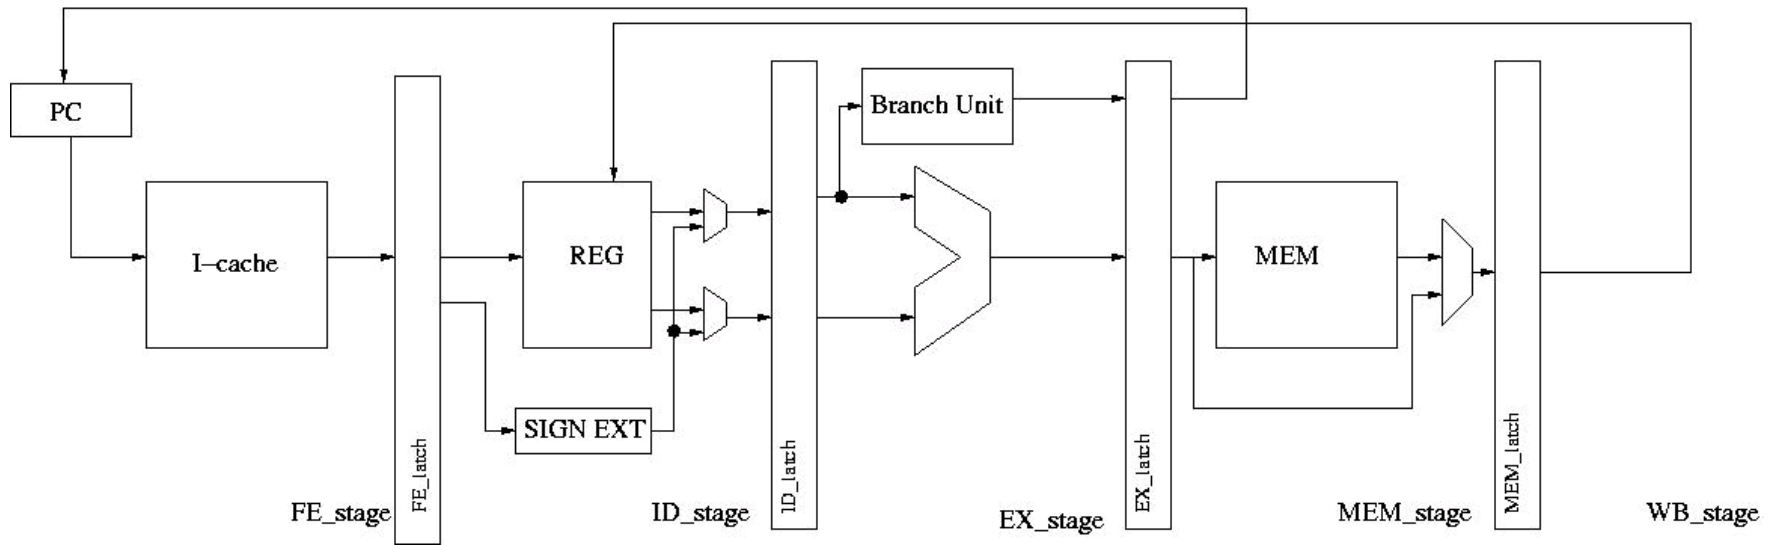 PC
I-cache
FE_latch
FE_stage
REG
SIGN EXT
ID_stage
ID_latch
Branch Unit
EX_stage
EX_latch
MEM
MEM_stage
MEM_latch
WB_stage